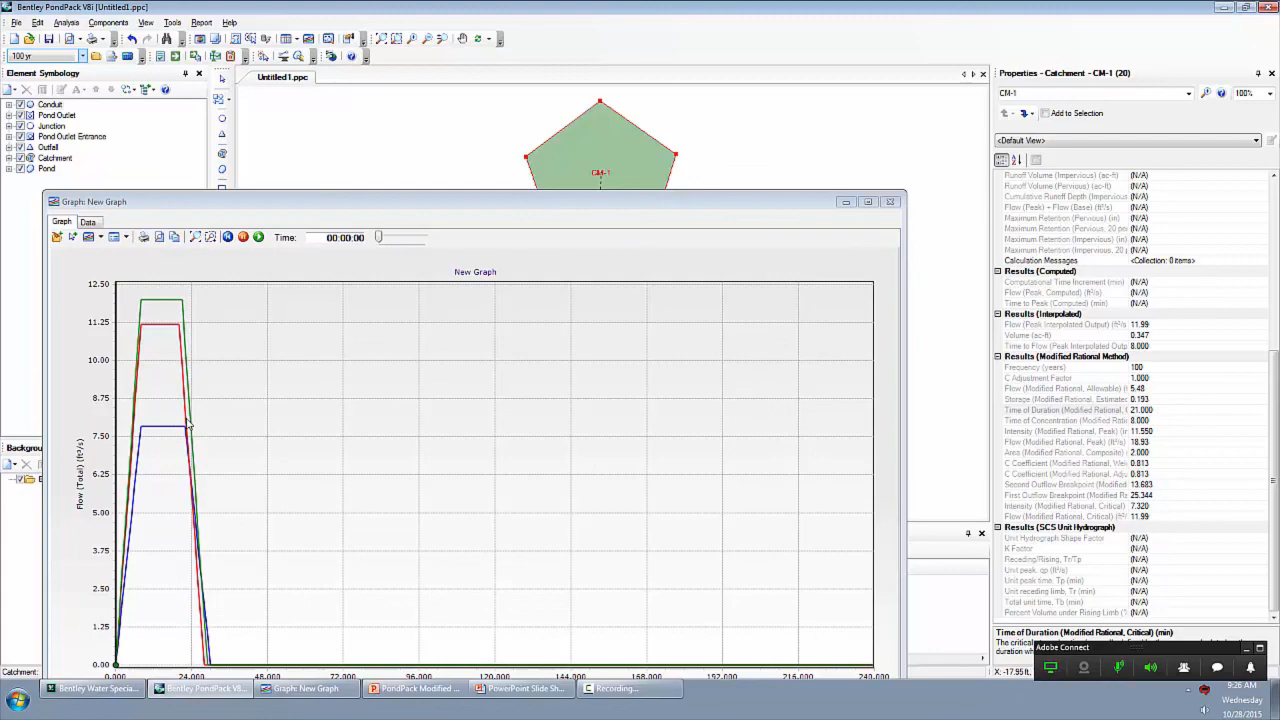 Bentley PondPack V8i [Untitled1.ppc]
File Edit Analysis Components View Tools Report Help
100 yr
Element Symbology
Conduit
Pond Outlet
Junction
Pond Outlet Entrance
Outfall
Catchment
Pond
Untitled1.ppc
CM-1
Graph: New Graph
Graph Data
Time: 00:00:00
New Graph
12.50
11.25
10.00
8.75
7.50
6.25
5.00
3.75
2.50
1.25
0.00
Flow (Total) (ft³/s)
0.000 24.000 48.000 72.000 96.000 120.000 144.000 168.000 192.000 216.000 240.000
Catchment:
Properties - Catchment - CM-1 (20)
CM-1
100%
Add to Selection
<Default View>
Runoff Volume (Impervious) (ac-ft) (N/A)
Runoff Volume (Pervious) (ac-ft) (N/A)
Cumulative Runoff Depth (Impervious) (N/A)
Flow (Peak) + Flow (Base) (ft³/s) (N/A)
Maximum Retention (Pervious) (in) (N/A)
Maximum Retention (Pervious, 20 p (N/A)
Maximum Retention (Impervious) (in) (N/A)
Maximum Retention (Impervious, (N/A)
Calculation Messages <Collection: 0 items>
Results (Computed)
Computational Time Increment (min) (N/A)
Flow (Peak, Computed) (ft³/s) (N/A)
Time to Peak (Computed) (min) (N/A)
Results (Interpolated)
Flow (Peak Interpolated Output) (ft³ 11.99
Volume (ac-ft) 0.347
Time to Flow (Peak Interpolated Outp 8.000
Results (Modified Rational Method)
Frequency (years) 100
C Adjustment Factor 1.000
Flow (Modified Rational, Allowable) ( 5.48
Storage (Modified Rational, Estimate 0.193
Time of Duration (Modified Rational, 21.000
Time of Concentration (Modified R 8.000
Intensity (Modified Rational, Peak) 11.550
Flow (Modified Rational, Peak) (ft³/s) 18.93
Area (Modified Rational, Composite) 2.000
C Coefficient (Modified Rational, We 0.813
C Coefficient (Modified Rational, Adj 0.813
Second Outflow Breakpoint (Modified 13.683
First Outflow Breakpoint (Modified R 25.344
Intensity (Modified Rational, Critical) 7.320
Flow (Modified Rational, Critical) (ft³ 11.99
Results (SCS Unit Hydrograph)
Unit Hydrograph Shape Factor (N/A)
K Factor (N/A)
Receding/Rising, Tr/Tp (N/A)
Unit peak, qp (ft³/s) (N/A)
Unit peak time, Tp (min) (N/A)
Unit receding limb, Tr (min) (N/A)
Total unit time, Tb (min) (N/A)
Percent Volume under Rising Limb (% (N/A)
Time of Duration (Modified Rational, Critical) (min)
Adobe Connect
X: -17.95 ft,
Bentley Water Specia...
Bentley PondPack V8...
Graph: New Graph
PondPack Modified ...
PowerPoint Slide Sh...
Recording...
9:26 AM
Wednesday
10/28/2015